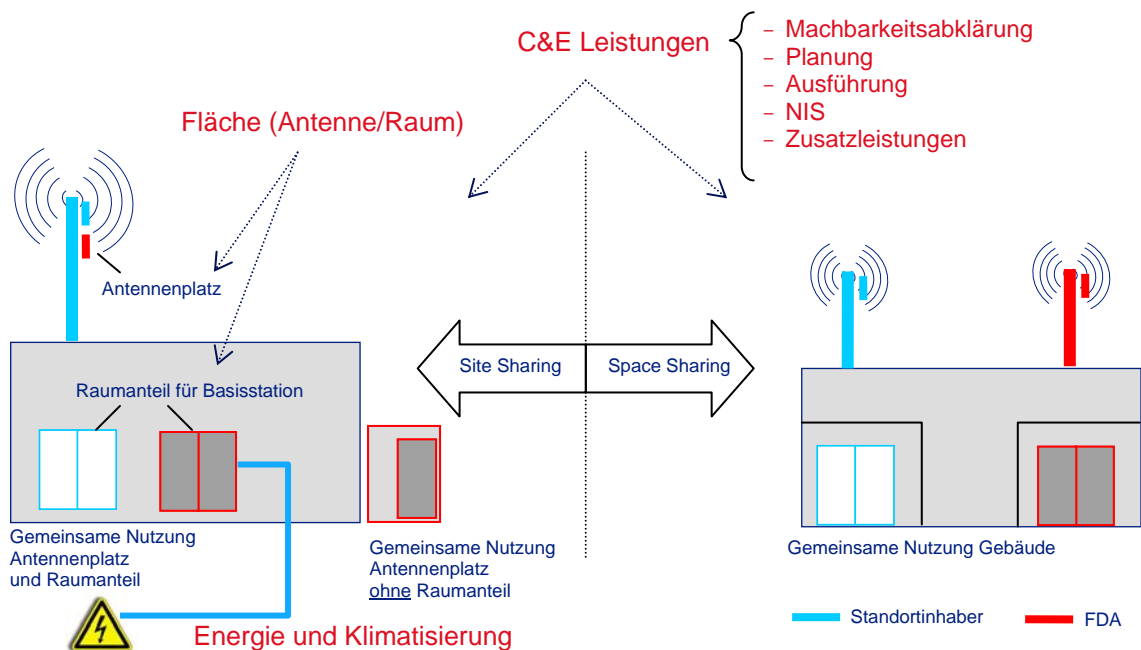 C&E Leistungen
- Machbarkeitsabklärung
- Planung
- Ausführung
- NIS
- Zusatzleistungen
Fläche (Antenne/Raum)
Antennenplatz
Site Sharing
Space Sharing
Raumanteil für Basisstation
Gemeinsame Nutzung
Antennenplatz
und Raumanteil
Gemeinsame Nutzung
Antennenplatz
ohne Raumanteil
Gemeinsame Nutzung Gebäude
Energie und Klimatisierung
Standortinhaber
FDA